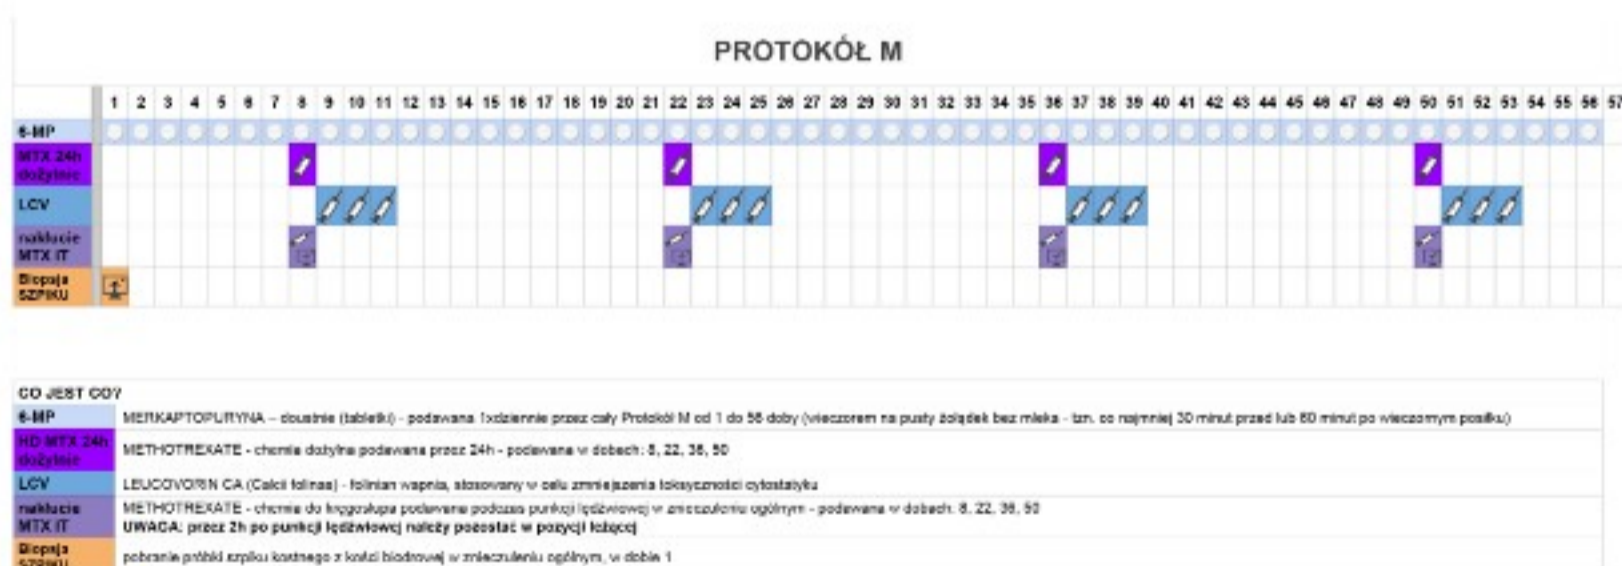 PROTOKÓŁ M
1 2 3 4 5 6 7 8 9 10 11 12 13 14 15 16 17 18 19 20 21 22 23 24 25 26 27 28 29 30 31 32 33 34 35 36 37 38 39 40 41 42 43 44 45 46 47 48 49 50 51 52 53 54 55 56 57
6-MP
MTX 24h
dożylnie
LCV
nakłucie
MTX IT
Biopsja
SZPIKU
CO JEST CO?
6-MP MERKAPTOPURYNA – doustnie (tabletki) - podawana 1xdziennie przez cały Protokół M od 1 do 56 doby (wieczorem na pusty żołądek bez mleka - tzn. co najmniej 30 minut przed lub 60 minut po wieczornym posiłku)
HD MTX 24h
dożylnie METHOTREXATE - chemia dożylna podawana przez 24h - podawana w dobach: 8, 22, 36, 50
LCV LEUCOVORIN CA (Calcii folinas) - folinian wapnia, stosowany w celu zmniejszenia toksyczności cytostatyku
nakłucie METHOTREXATE - chemia do kręgosłupa podawana podczas punkcji lędźwiowej w znieczuleniu ogólnym - podawana w dobach: 8, 22, 36, 50
MTX IT UWAGA: przez 2h po punkcji lędźwiowej należy pozostać w pozycji leżącej
Biopsja
SZPIKU pobranie próbki szpiku kostnego z kości biodrowej w znieczuleniu ogólnym, w dobie 1